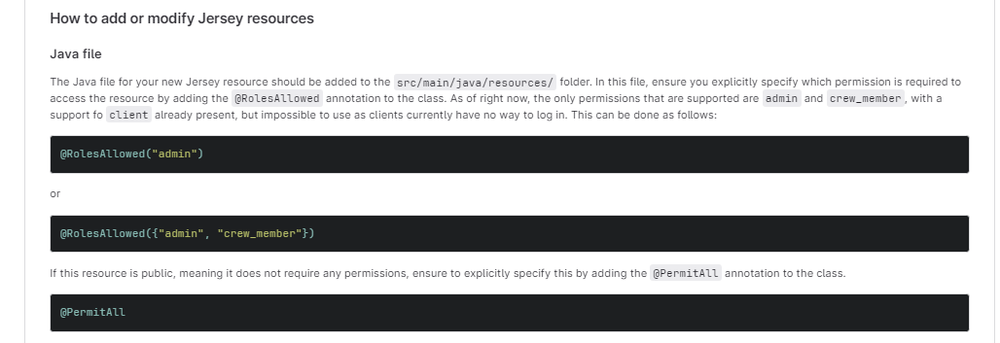 How to add or modify Jersey resources
Java file
The Java file for your new Jersey resource should be added to the src/main/java/resources/ folder. In this file, ensure you explicitly specify which permission is required to
access the resource by adding the @RolesAllowed annotation to the class. As of right now, the only permissions that are supported are admin and crew_member, with a
support fo client already present, but impossible to use as clients currently have no way to log in. This can be done as follows:
@RolesAllowed("admin")
or
@RolesAllowed({"admin", "crew_member"})
If this resource is public, meaning it does not require any permissions, ensure to explicitly specify this by adding the @PermitAll annotation to the class.
@PermitAll